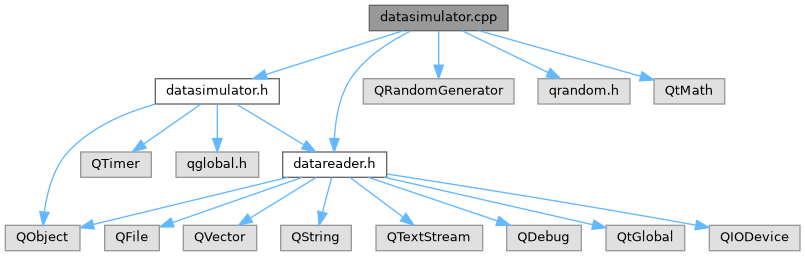 datasimulator.cpp
datasimulator.h
QRandomGenerator
qrandom.h
QtMath
QTimer
qglobal.h
datareader.h
QObject
QFile
QVector
QString
QTextStream
QDebug
QtGlobal
QIODevice